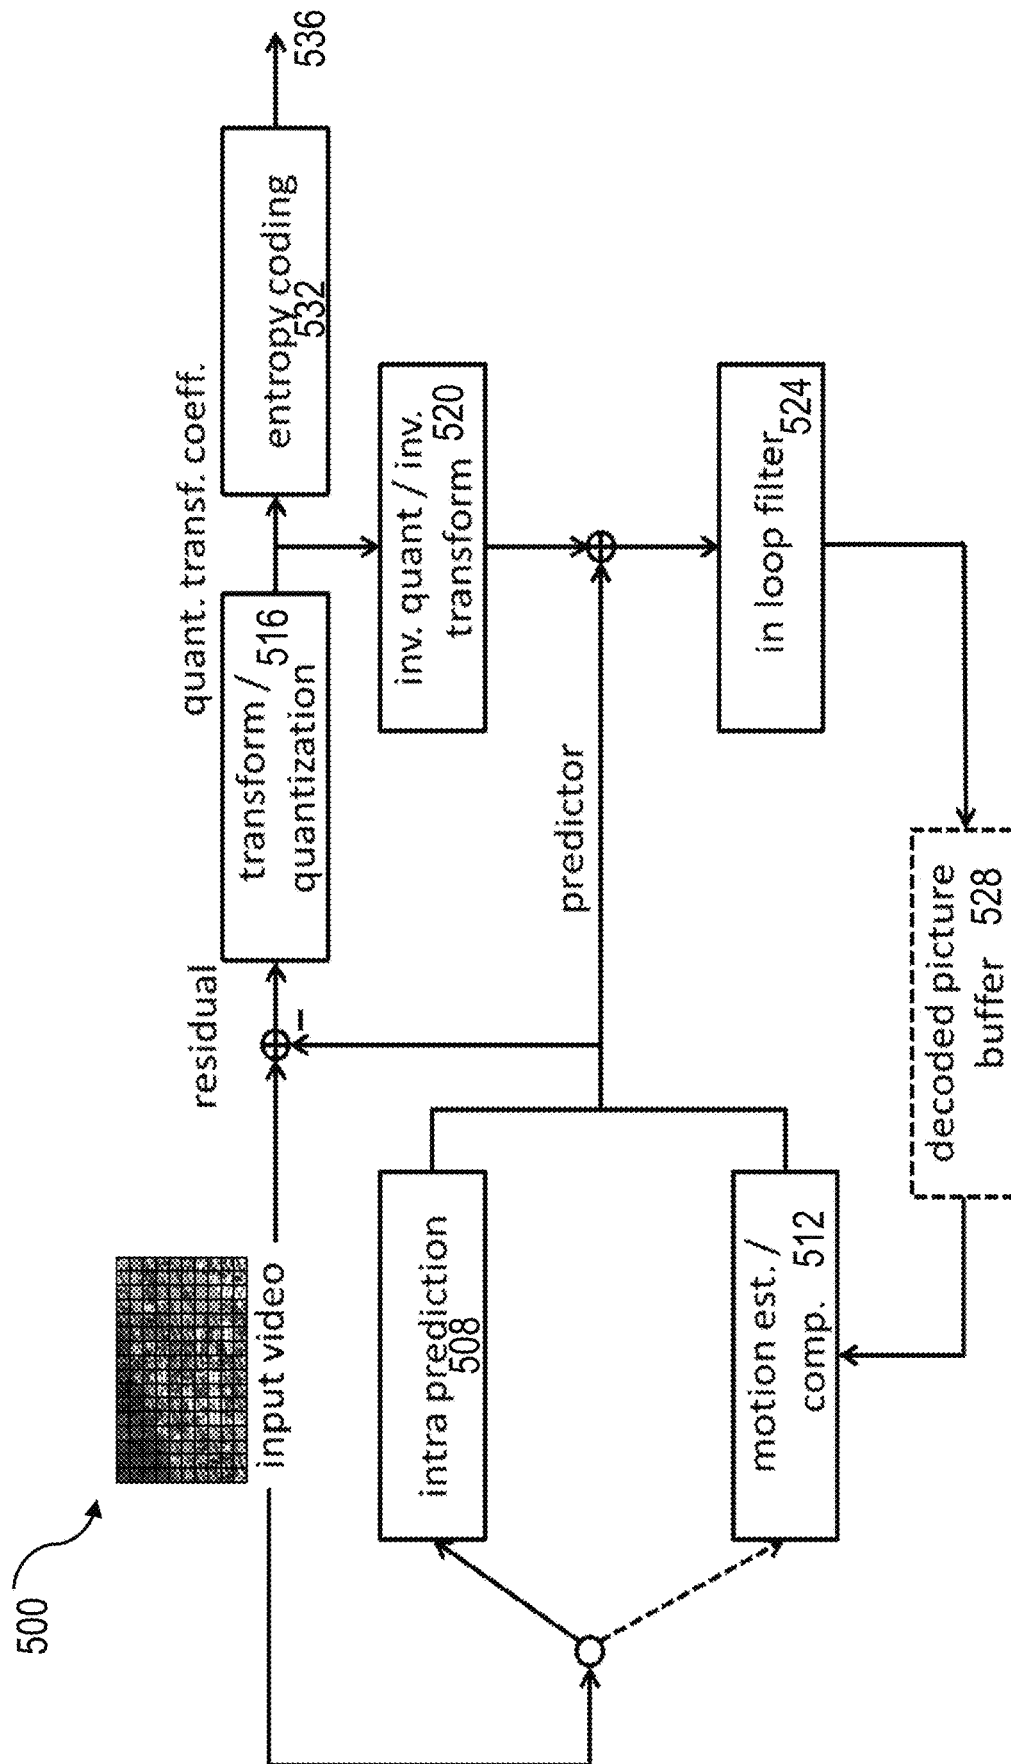 500
input video
residual
transform /
quantization
516
quant. transf. coeff.
entropy coding
532
536
inv. quant / inv.
transform 520
intra prediction
508
predictor
motion est. /
comp. 512
in loop filter
524
decoded picture
buffer 528